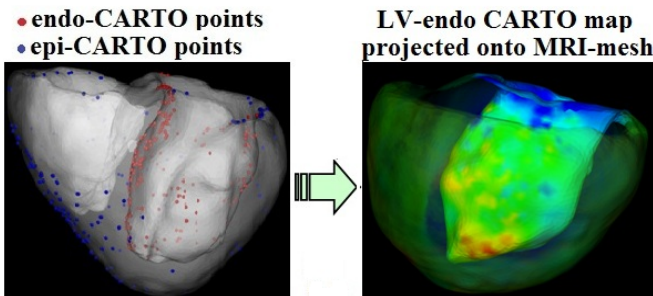 endo-CARTO points
epi-CARTO points
LV-endo CARTO map
projected onto MRI-mesh